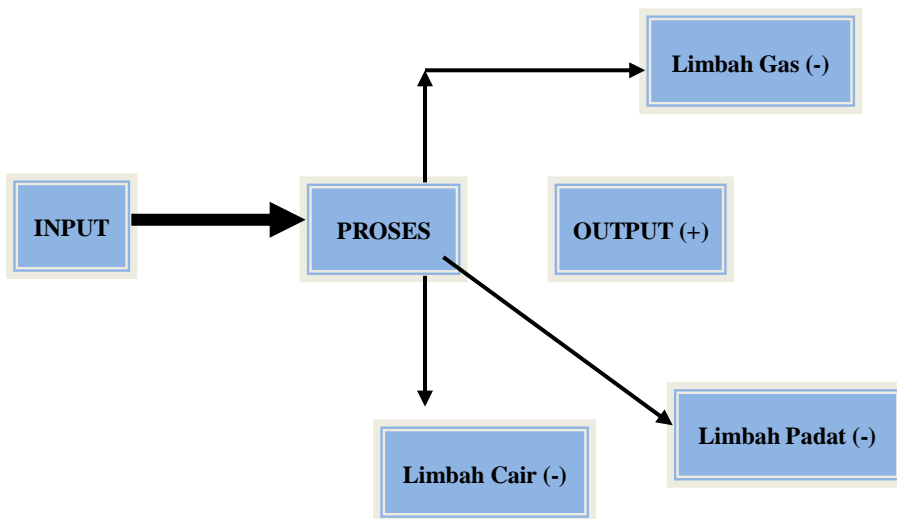 Limbah Gas (-)
INPUT
PROSES
OUTPUT (+)
Limbah Padat (-)
Limbah Cair (-)